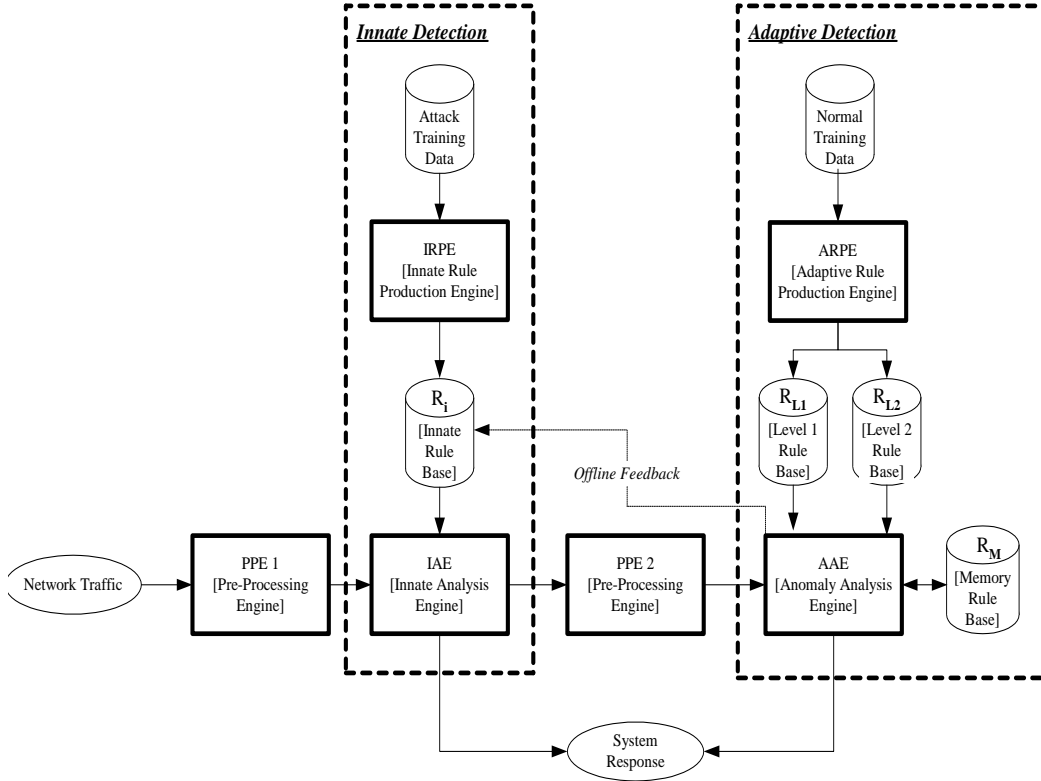 Innate Detection
Adaptive Detection
Attack
Training
Data
Normal
Training
Data
IRPE
[Innate Rule
Production Engine]
ARPE
[Adaptive Rule
Production Engine]
Ri
[Innate
Rule
Base]
RL1
[Level 1
Rule
Base]
RL2
[Level 2
Rule
Base]
Offline Feedback
Network Traffic
PPE 1
[Pre-Processing
Engine]
IAE
[Innate Analysis
Engine]
PPE 2
[Pre-Processing
Engine]
AAE
[Anomaly Analysis
Engine]
RM
[Memory
Rule
Base]
System
Response